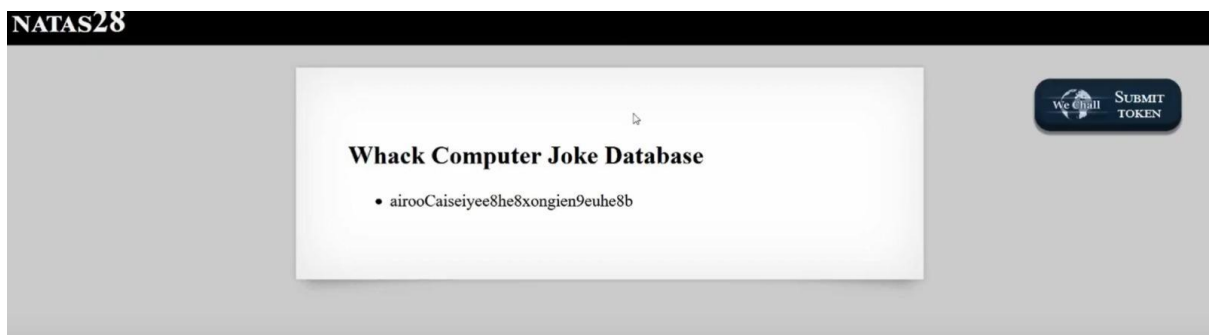 NATAS28
We Chall SUBMIT
TOKEN
Whack Computer Joke Database
• airooCaiseiyee8he8xongien9euhe8b